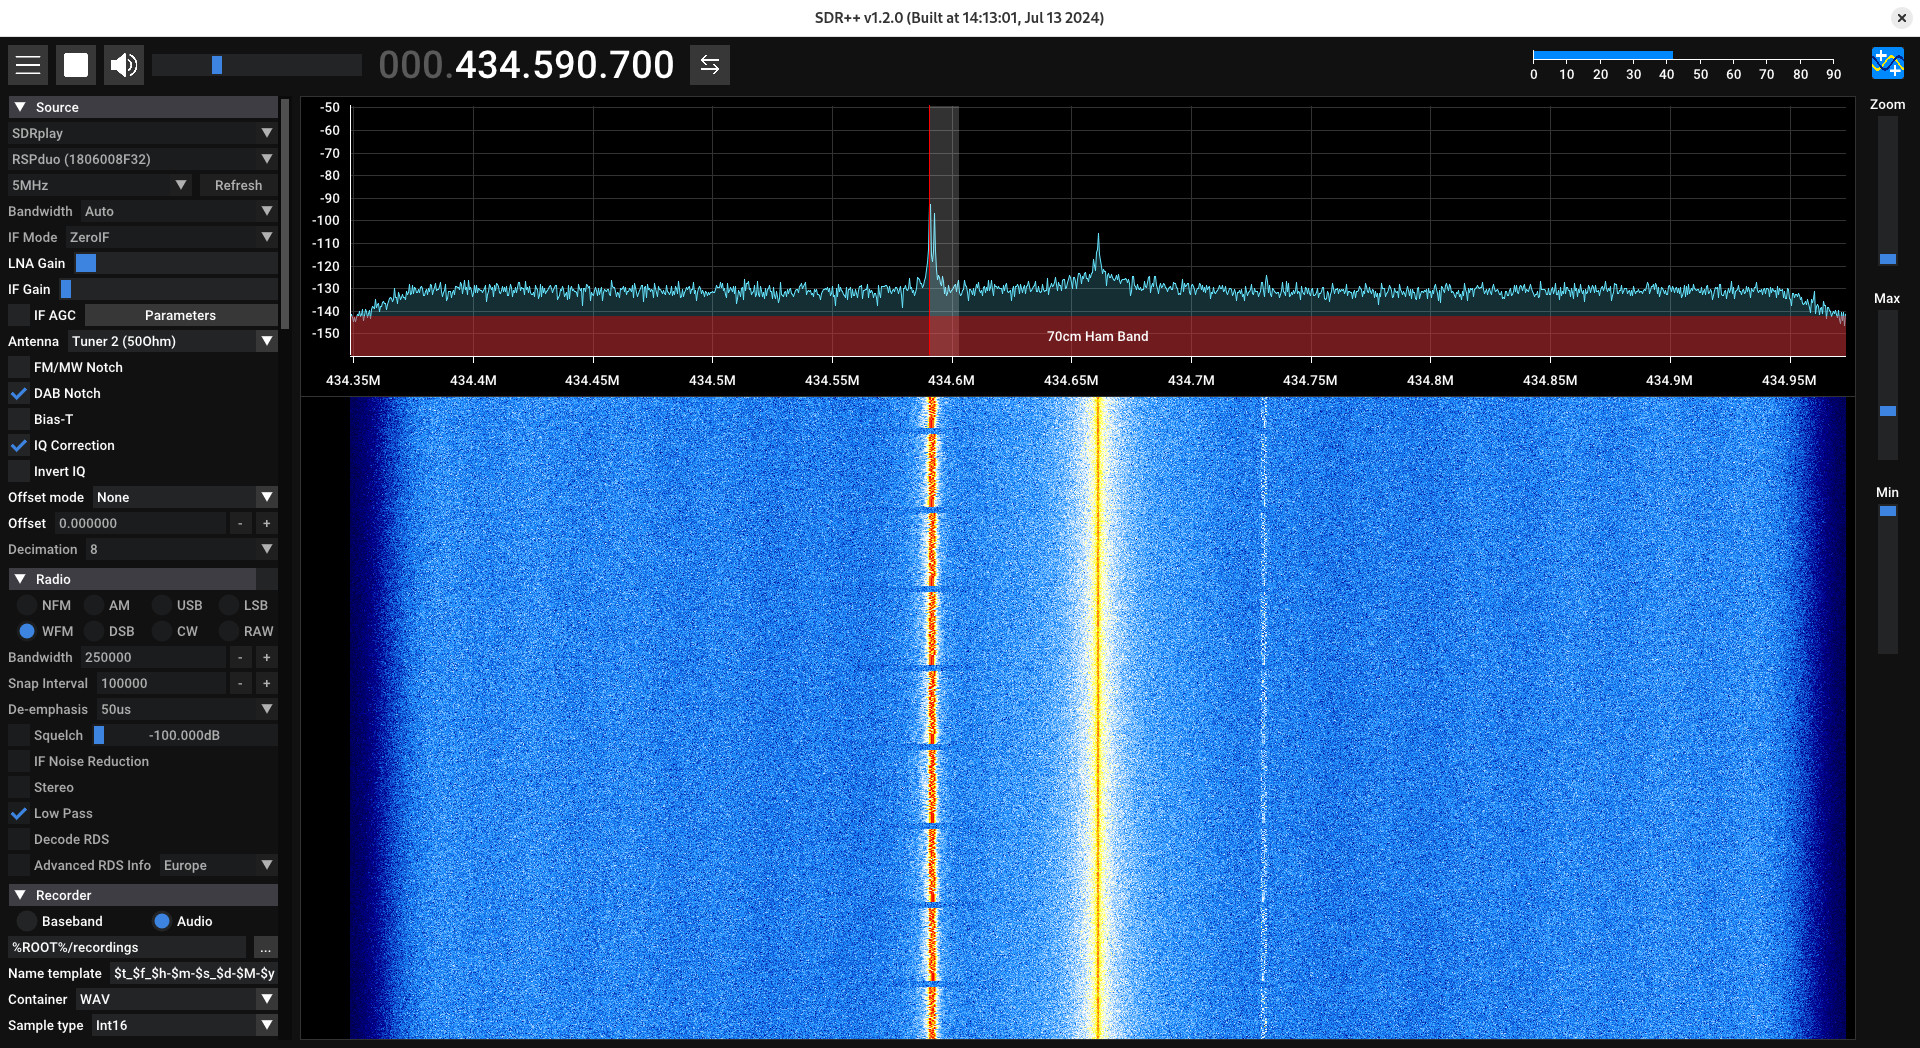 SDR++ v1.2.0 (Built at 14:13:01, Jul 13 2024)
000.434.590.700
0 10 20 30 40 50 60 70 80 90
Source
SDRplay
RSPduo (1806008F32)
5MHz Refresh
Bandwidth Auto
IF Mode ZeroIF
LNA Gain
IF Gain
IF AGC Parameters
Antenna Tuner 2 (50Ohm)
FM/MW Notch
DAB Notch
Bias-T
IQ Correction
Invert IQ
Offset mode None
Offset 0.000000 - +
Decimation 8
Radio
NFM AM USB LSB
WFM DSB CW RAW
Bandwidth 250000 - +
Snap Interval 100000 - +
De-emphasis 50us
Squelch -100.000dB
IF Noise Reduction
Stereo
Low Pass
Decode RDS
Advanced RDS Info Europe
Recorder
Baseband Audio
%ROOT%/recordings ...
Name template $t_$f_$h-$m-$s_$d-$M-$y
Container WAV
Sample type Int16
-50
-60
-70
-80
-90
-100
-110
-120
-130
-140
-150
70cm Ham Band
434.35M 434.4M 434.45M 434.5M 434.55M 434.6M 434.65M 434.7M 434.75M 434.8M 434.85M 434.9M 434.95M
Zoom
Max
Min